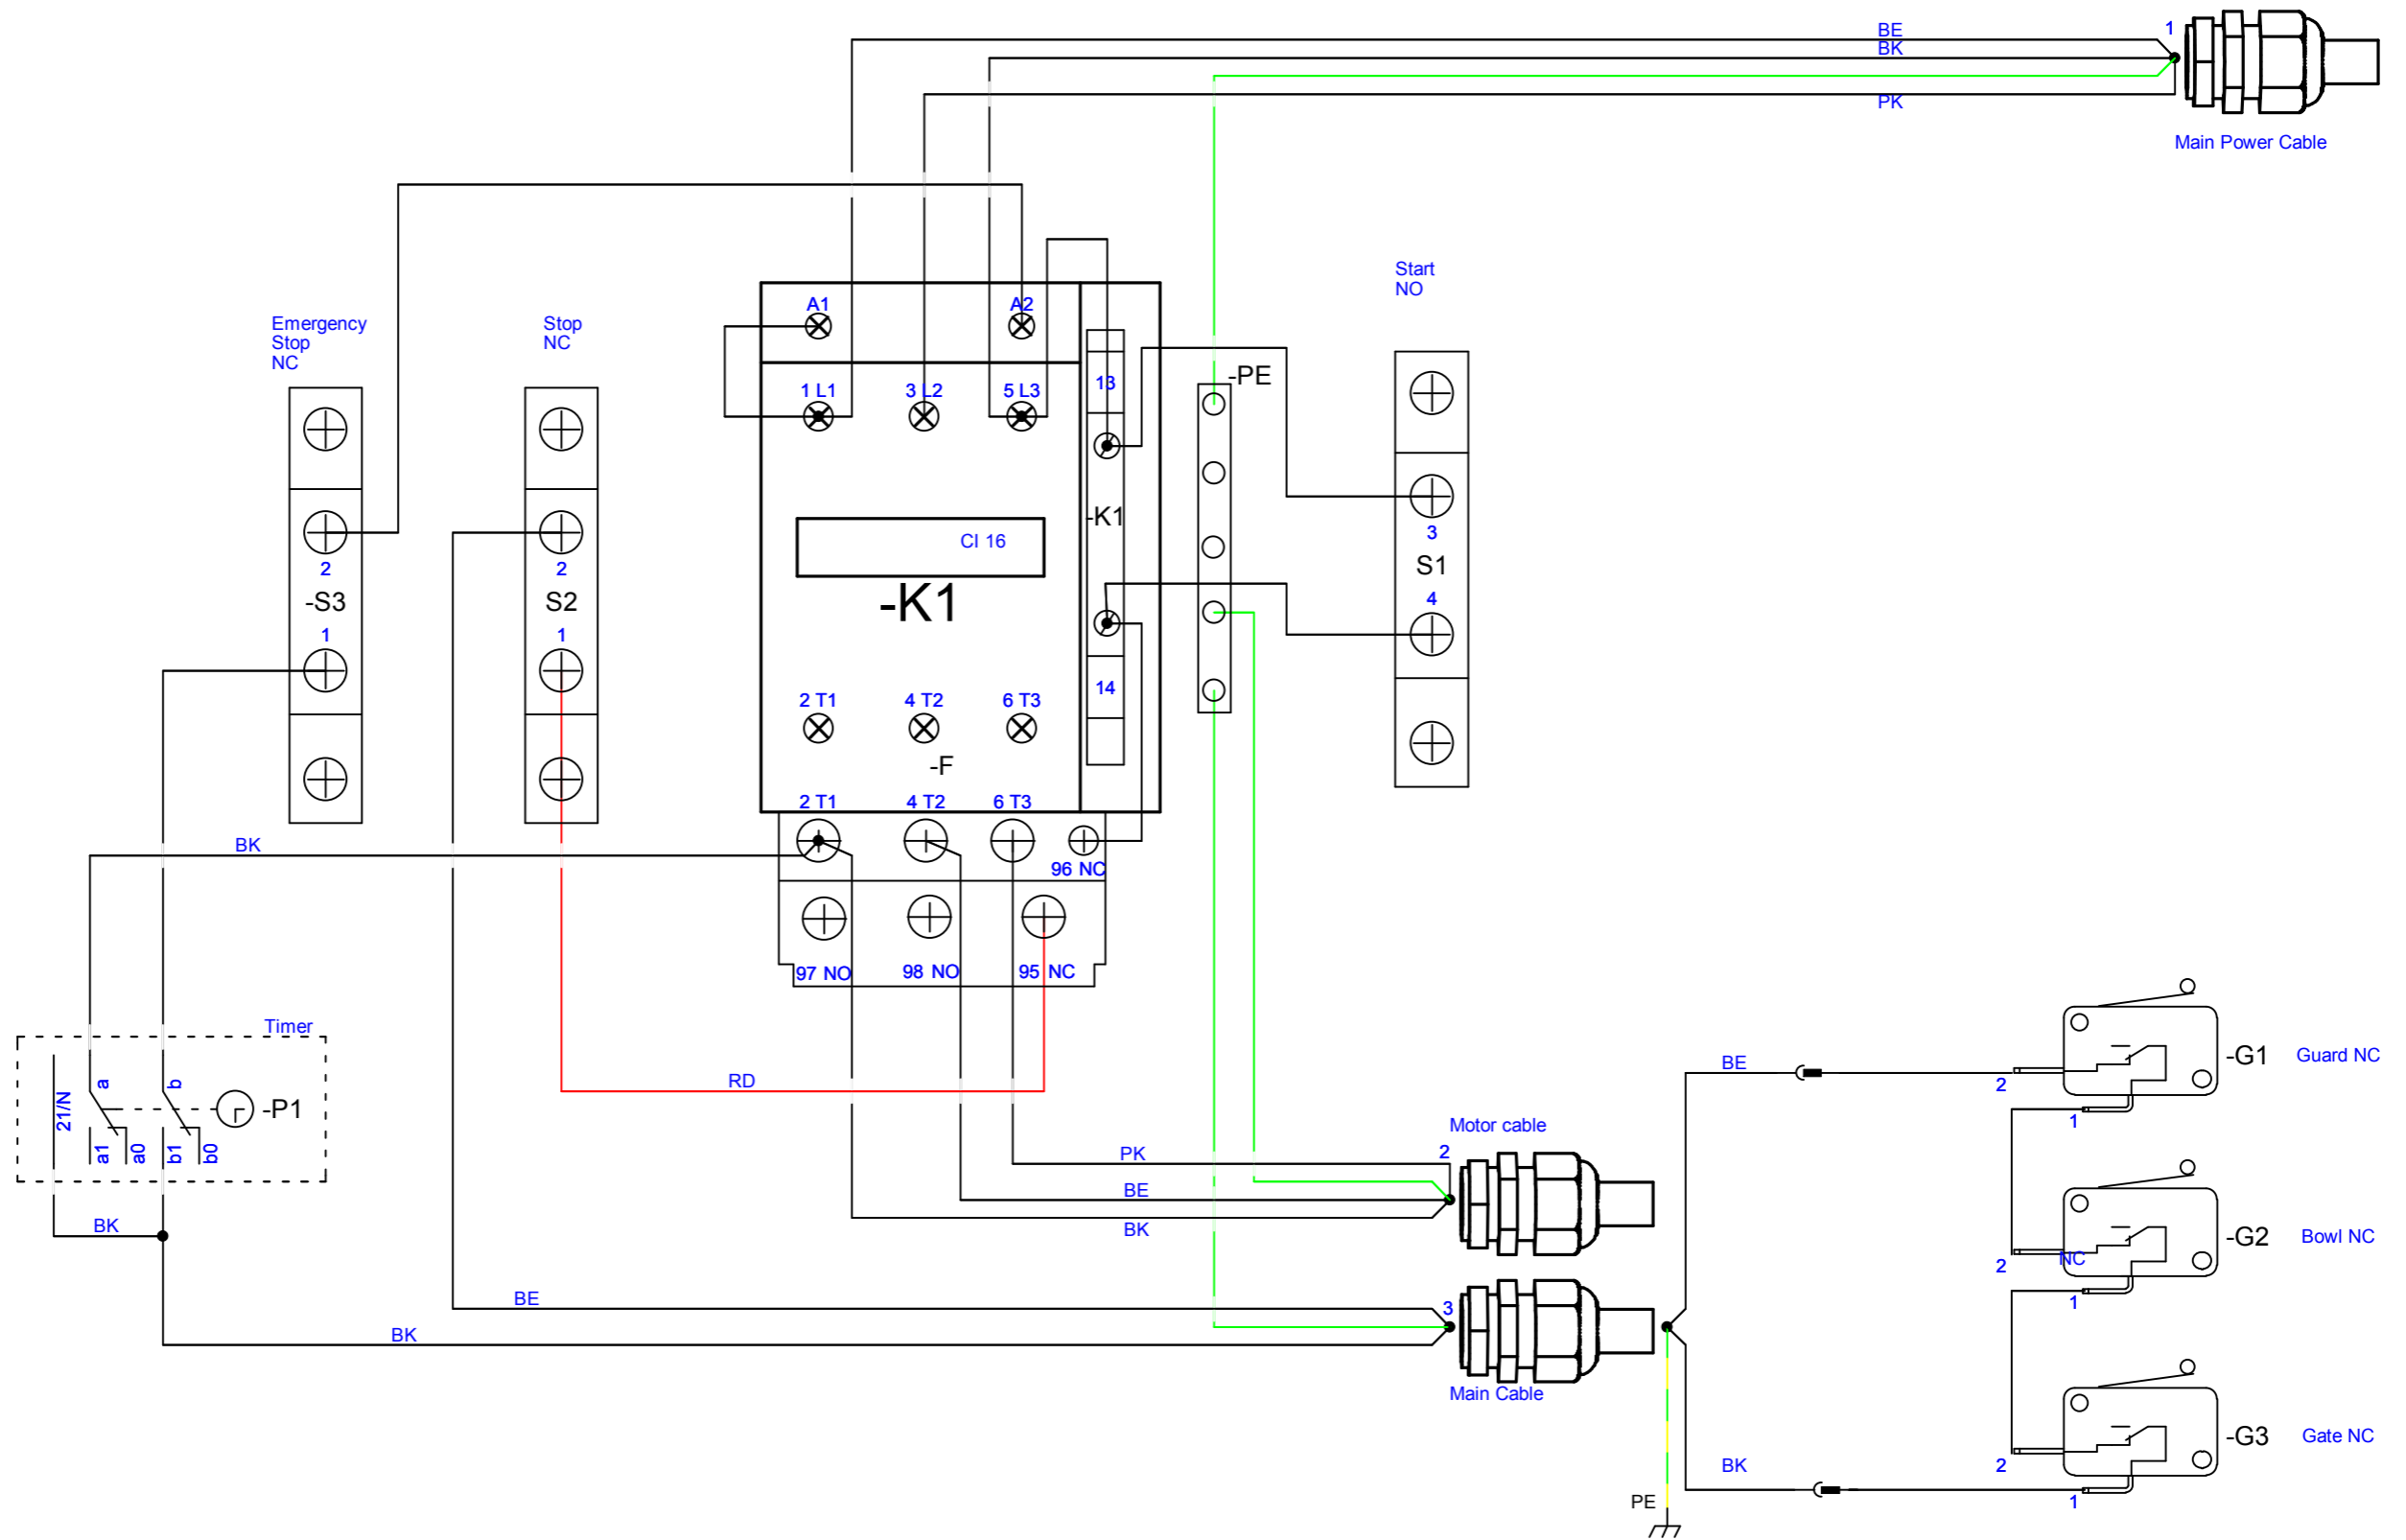 BE
BK
PK
1
Main Power Cable
Emergency
Stop
NC
Stop
NC
Start
NO
A1
A2
1 L1
3 L2
5 L3
13
-PE
CI 16
-K1
-K1
2
-S3
1
2
S2
1
3
S1
4
14
2 T1
4 T2
6 T3
-F
2 T1
4 T2
6 T3
96 NC
97 NO
98 NO
95 NC
BK
Timer
21/N
a
b
a1
a0
b1
b0
-P1
BK
RD
Motor cable
2
PK
BE
BK
BE
BK
3
Main Cable
BE
2
1
-G1
Guard NC
2
NC
1
-G2
Bowl NC
2
1
-G3
Gate NC
BK
PE